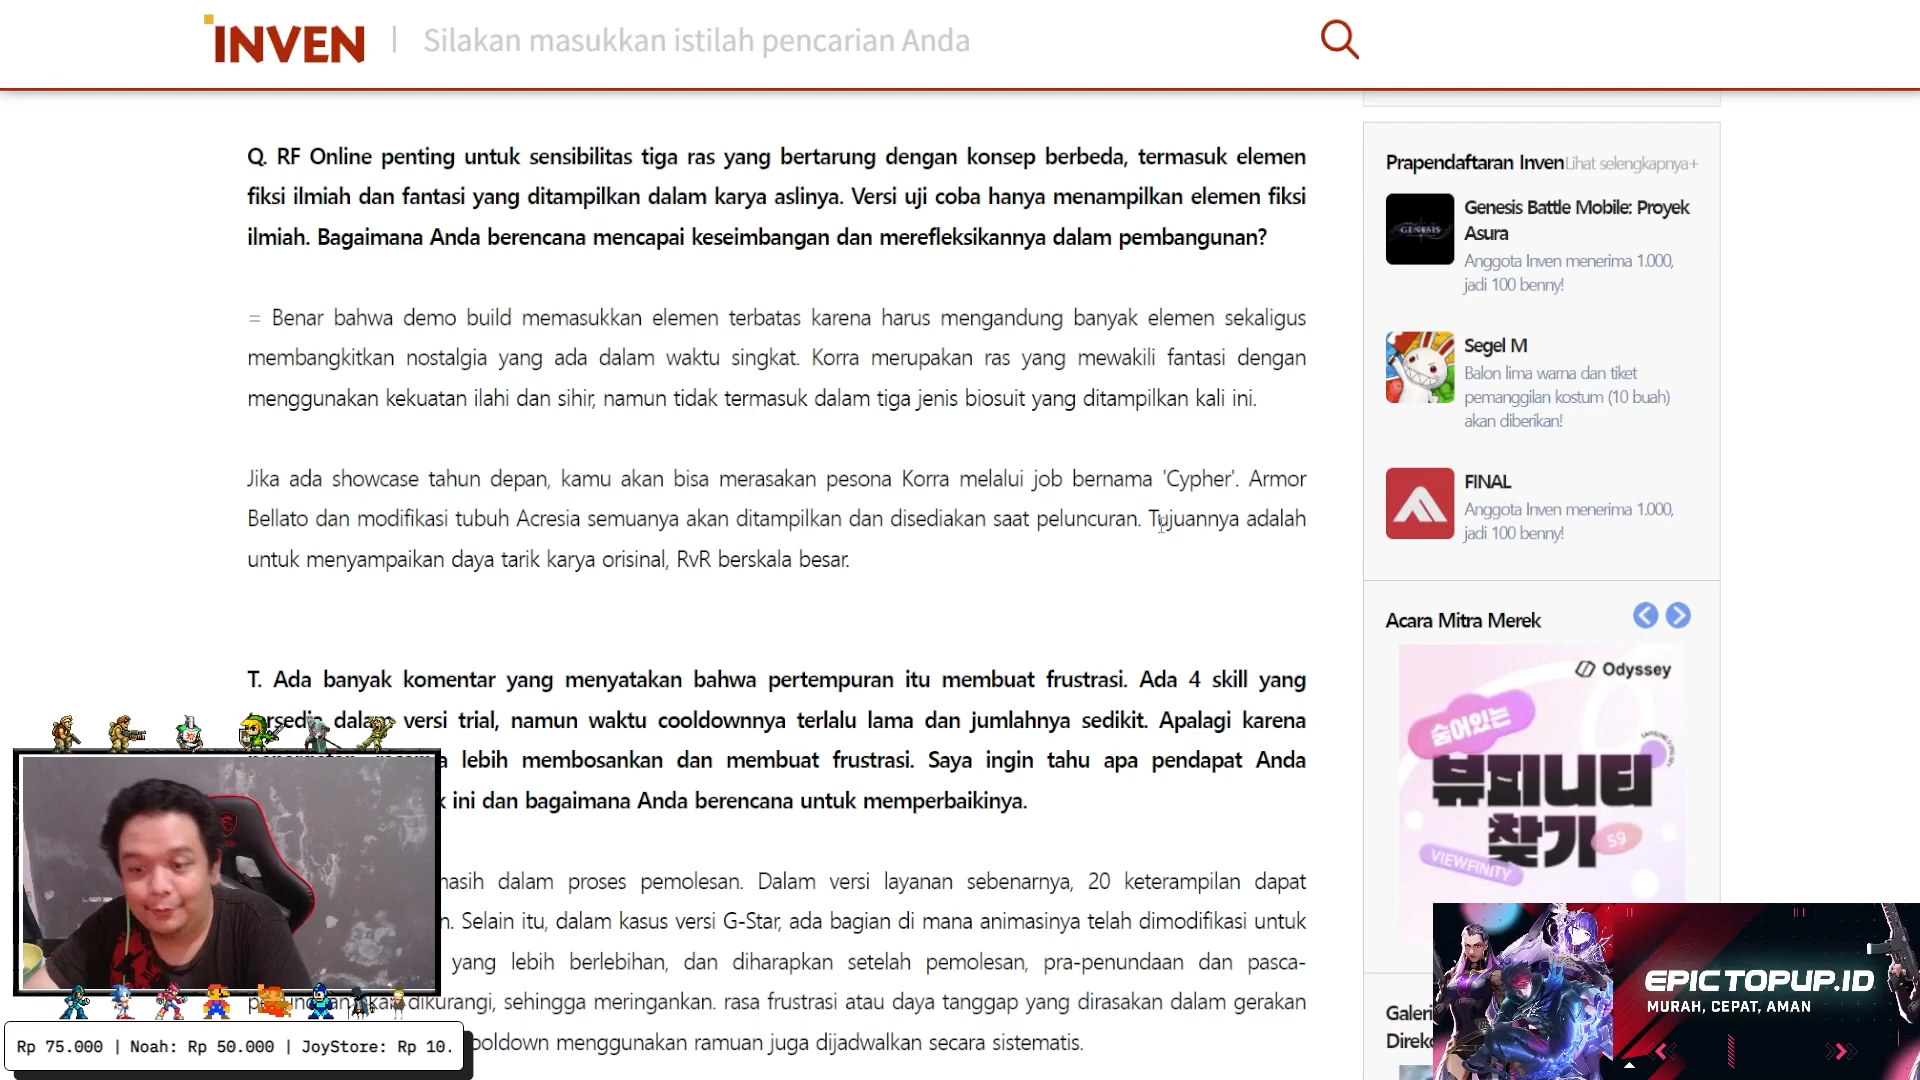 INVEN
Silakan masukkan istilah pencarian Anda
Q. RF Online penting untuk sensibilitas tiga ras yang bertarung dengan konsep berbeda, termasuk elemen
fiksi ilmiah dan fantasi yang ditampilkan dalam karya aslinya. Versi uji coba hanya menampilkan elemen fiksi
ilmiah. Bagaimana Anda berencana mencapai keseimbangan dan merefleksikannya dalam pembangunan?
= Benar bahwa demo build memasukkan elemen terbatas karena harus mengandung banyak elemen sekaligus
membangkitkan nostalgia yang ada dalam waktu singkat. Korra merupakan ras yang mewakili fantasi dengan
menggunakan kekuatan ilahi dan sihir, namun tidak termasuk dalam tiga jenis biosuit yang ditampilkan kali ini.
Jika ada showcase tahun depan, kamu akan bisa merasakan pesona Korra melalui job bernama 'Cypher'. Armor
Bellato dan modifikasi tubuh Acresia semuanya akan ditampilkan dan disediakan saat peluncuran. Tujuannya adalah
untuk menyampaikan daya tarik karya orisinal, RvR berskala besar.
T. Ada banyak komentar yang menyatakan bahwa pertempuran itu membuat frustrasi. Ada 4 skill yang
dalam versi trial, namun waktu cooldownnya terlalu lama dan jumlahnya sedikit. Apalagi karena
lebih membosankan dan membuat frustrasi. Saya ingin tahu apa pendapat Anda
ini dan bagaimana Anda berencana untuk memperbaikinya.
masih dalam proses pemolesan. Dalam versi layanan sebenarnya, 20 keterampilan dapat
Selain itu, dalam kasus versi G-Star, ada bagian di mana animasinya telah dimodifikasi untuk
yang lebih berlebihan, dan diharapkan setelah pemolesan, pra-penundaan dan pasca-
dikurangi, sehingga meringankan. rasa frustrasi atau daya tanggap yang dirasakan dalam gerakan
cooldown menggunakan ramuan juga dijadwalkan secara sistematis.
Prapendaftaran Inven Lihat selengkapnya+
GENESIS
Genesis Battle Mobile: Proyek
Asura
Anggota Inven menerima 1.000,
jadi 100 benny!
Segel M
Balon lima warna dan tiket
pemanggilan kostum (10 buah)
akan diberikan!
FINAL
Anggota Inven menerima 1.000,
jadi 100 benny!
Acara Mitra Merek
Odyssey
숨어있는
뷰피니티
찾기
S9
VIEWFINITY
Galeri
EPICTOPUP.ID
MURAH, CEPAT, AMAN
Rp 75.000 | Noah: Rp 50.000 | JoyStore: Rp 10.